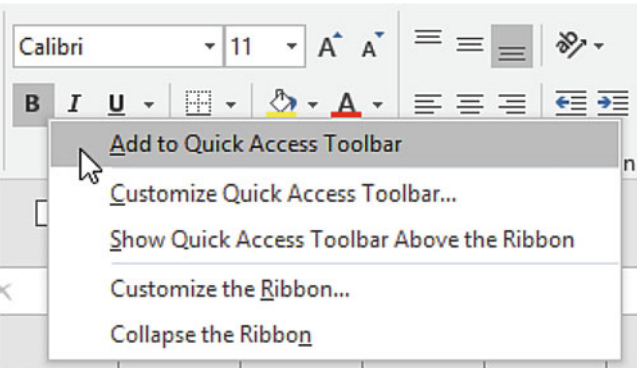 Calibri 11 A A
B I U A
Add to Quick Access Toolbar
n
Customize Quick Access Toolbar...
Show Quick Access Toolbar Above the Ribbon
Customize the Ribbon...
Collapse the Ribbon